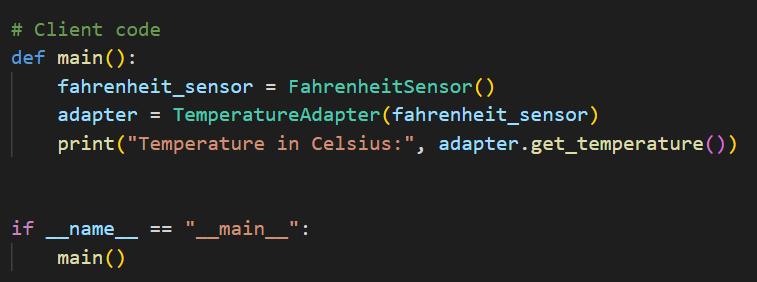 # Client code
def main():
    fahrenheit_sensor = FahrenheitSensor()
    adapter = TemperatureAdapter(fahrenheit_sensor)
    print("Temperature in Celsius:", adapter.get_temperature())
if __name__ == "__main__":
    main()